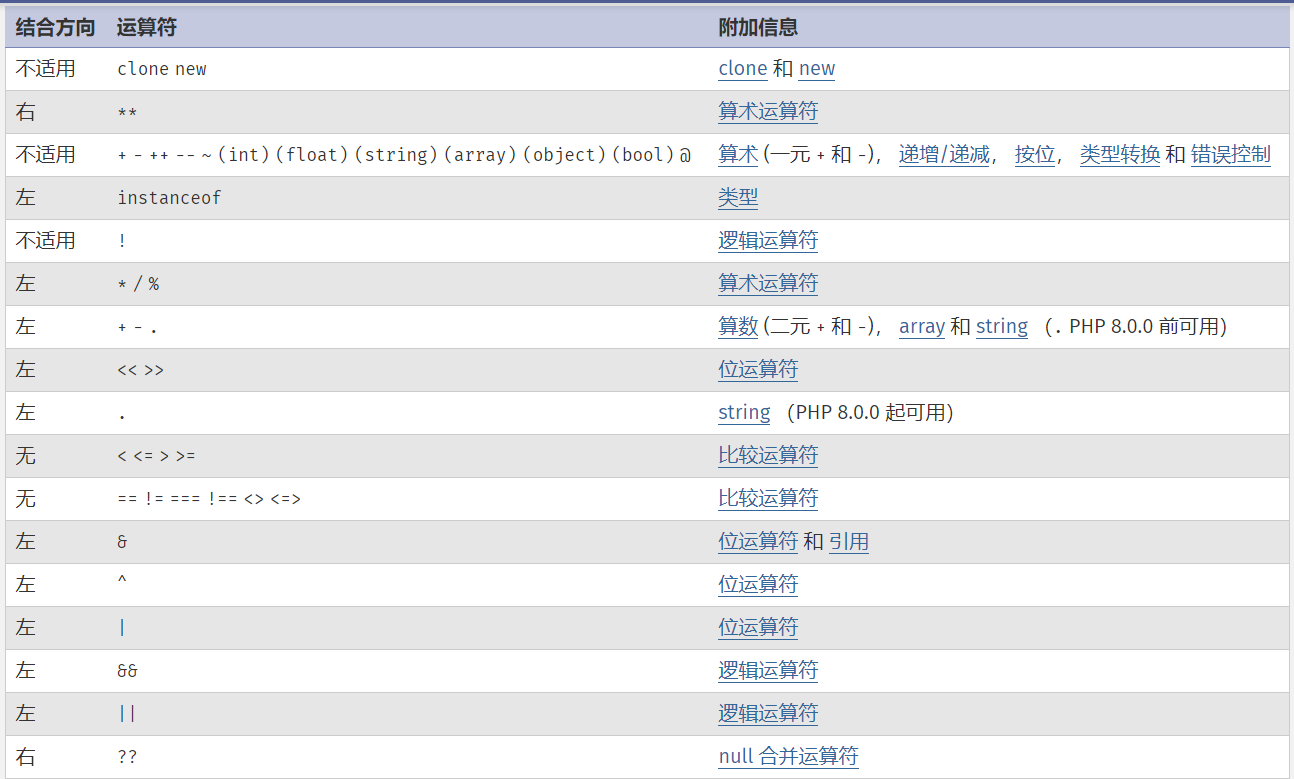 结合方向 运算符 附加信息
不适用 clone new clone 和 new
右 ** 算术运算符
不适用 + - ++ -- ~ (int) (float) (string) (array) (object) (bool) @ 算术 (一元 + 和 -)， 递增/递减， 按位， 类型转换 和 错误控制
左 instanceof 类型
不适用 ! 逻辑运算符
左 * / % 算术运算符
左 + - . 算数 (二元 + 和 -)， array 和 string （. PHP 8.0.0 前可用）
左 << >> 位运算符
左 . string （PHP 8.0.0 起可用）
无 < <= > >= 比较运算符
无 == != === !== <> <=> 比较运算符
左 & 位运算符 和 引用
左 ^ 位运算符
左 | 位运算符
左 && 逻辑运算符
左 || 逻辑运算符
右 ?? null 合并运算符